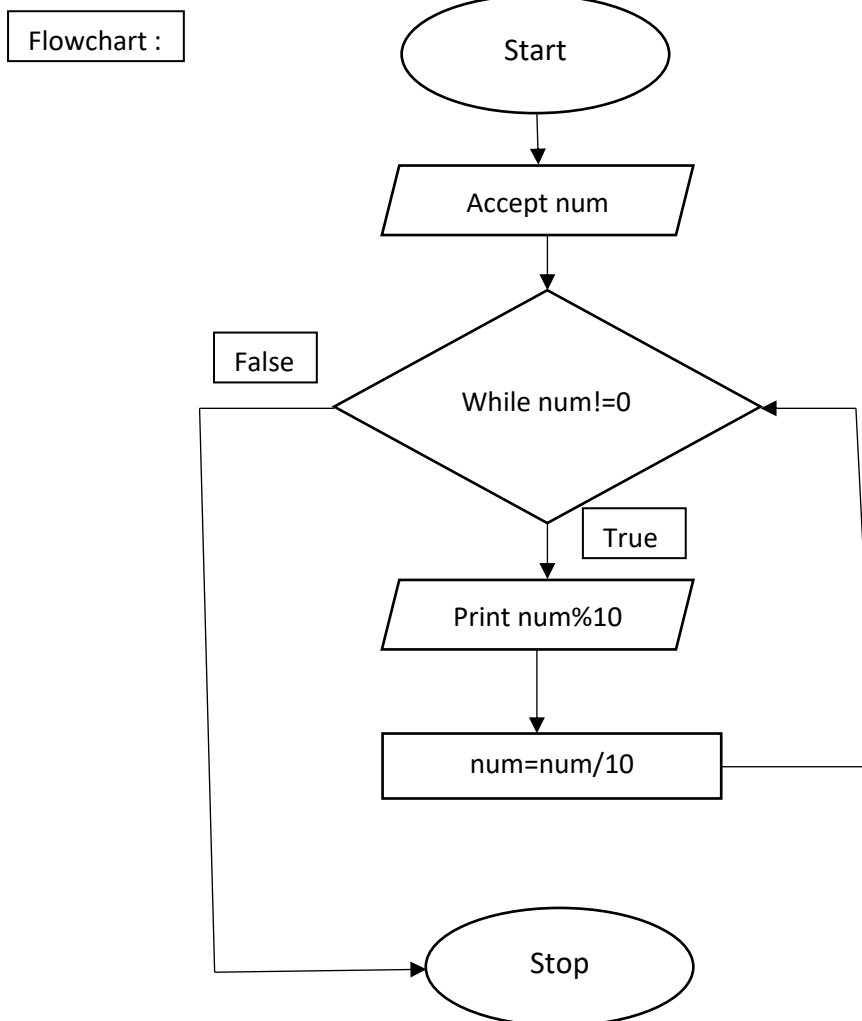 Flowchart :
Start
Accept num
While num!=0
False
True
Print num%10
num=num/10
Stop